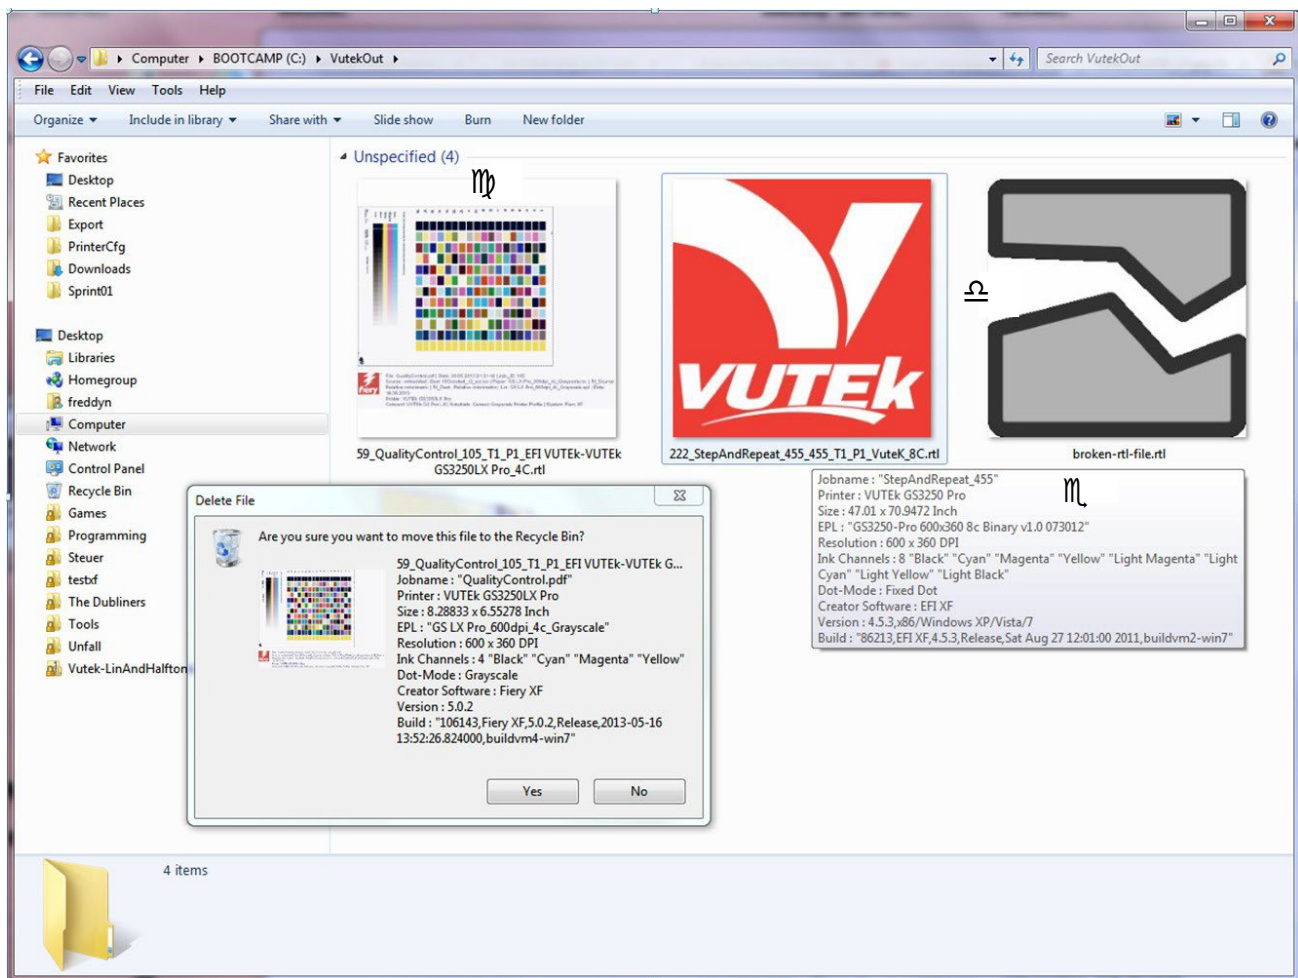 Computer ▸ BOOTCAMP (C:) ▸ VutekOut ▸
Search VutekOut
File Edit View Tools Help
Organize Include in library Share with Slide show Burn New folder
Favorites
Desktop
Recent Places
Export
PrinterCfg
Downloads
Sprint01
Desktop
Libraries
Homegroup
freddyn
Computer
Network
Control Panel
Recycle Bin
Games
Programming
Steuer
testxf
The Dubliners
Tools
Unfall
Vutek-LinAndHalfton
Unspecified (4)
♍
fiery
59_QualityControl_105_T1_P1_EFI VUTEk-VUTEk
GS3250LX Pro_4C.rtl
VUTEk
222_StepAndRepeat_455_455_T1_P1_VuteK_8C.rtl
♎
broken-rtl-file.rtl
♏
Jobname : "StepAndRepeat_455"
Printer : VUTEk GS3250 Pro
Size : 47.01 x 70.9472 Inch
EPL : "GS3250-Pro 600x360 8c Binary v1.0 073012"
Resolution : 600 x 360 DPI
Ink Channels : 8 "Black" "Cyan" "Magenta" "Yellow" "Light Magenta" "Light
Cyan" "Light Yellow" "Light Black"
Dot-Mode : Fixed Dot
Creator Software : EFI XF
Version : 4.5.3,x86/Windows XP/Vista/7
Build : "86213,EFI XF,4.5.3,Release,Sat Aug 27 12:01:00 2011,buildvm2-win7"
Delete File
Are you sure you want to move this file to the Recycle Bin?
59_QualityControl_105_T1_P1_EFI VUTEk-VUTEk G...
Jobname : "QualityControl.pdf"
Printer : VUTEk GS3250LX Pro
Size : 8.28833 x 6.55278 Inch
EPL : "GS LX Pro_600dpi_4c_Grayscale"
Resolution : 600 x 360 DPI
Ink Channels : 4 "Black" "Cyan" "Magenta" "Yellow"
Dot-Mode : Grayscale
Creator Software : Fiery XF
Version : 5.0.2
Build : "106143,Fiery XF,5.0.2,Release,2013-05-16
13:52:26.824000,buildvm4-win7"
Yes No
4 items